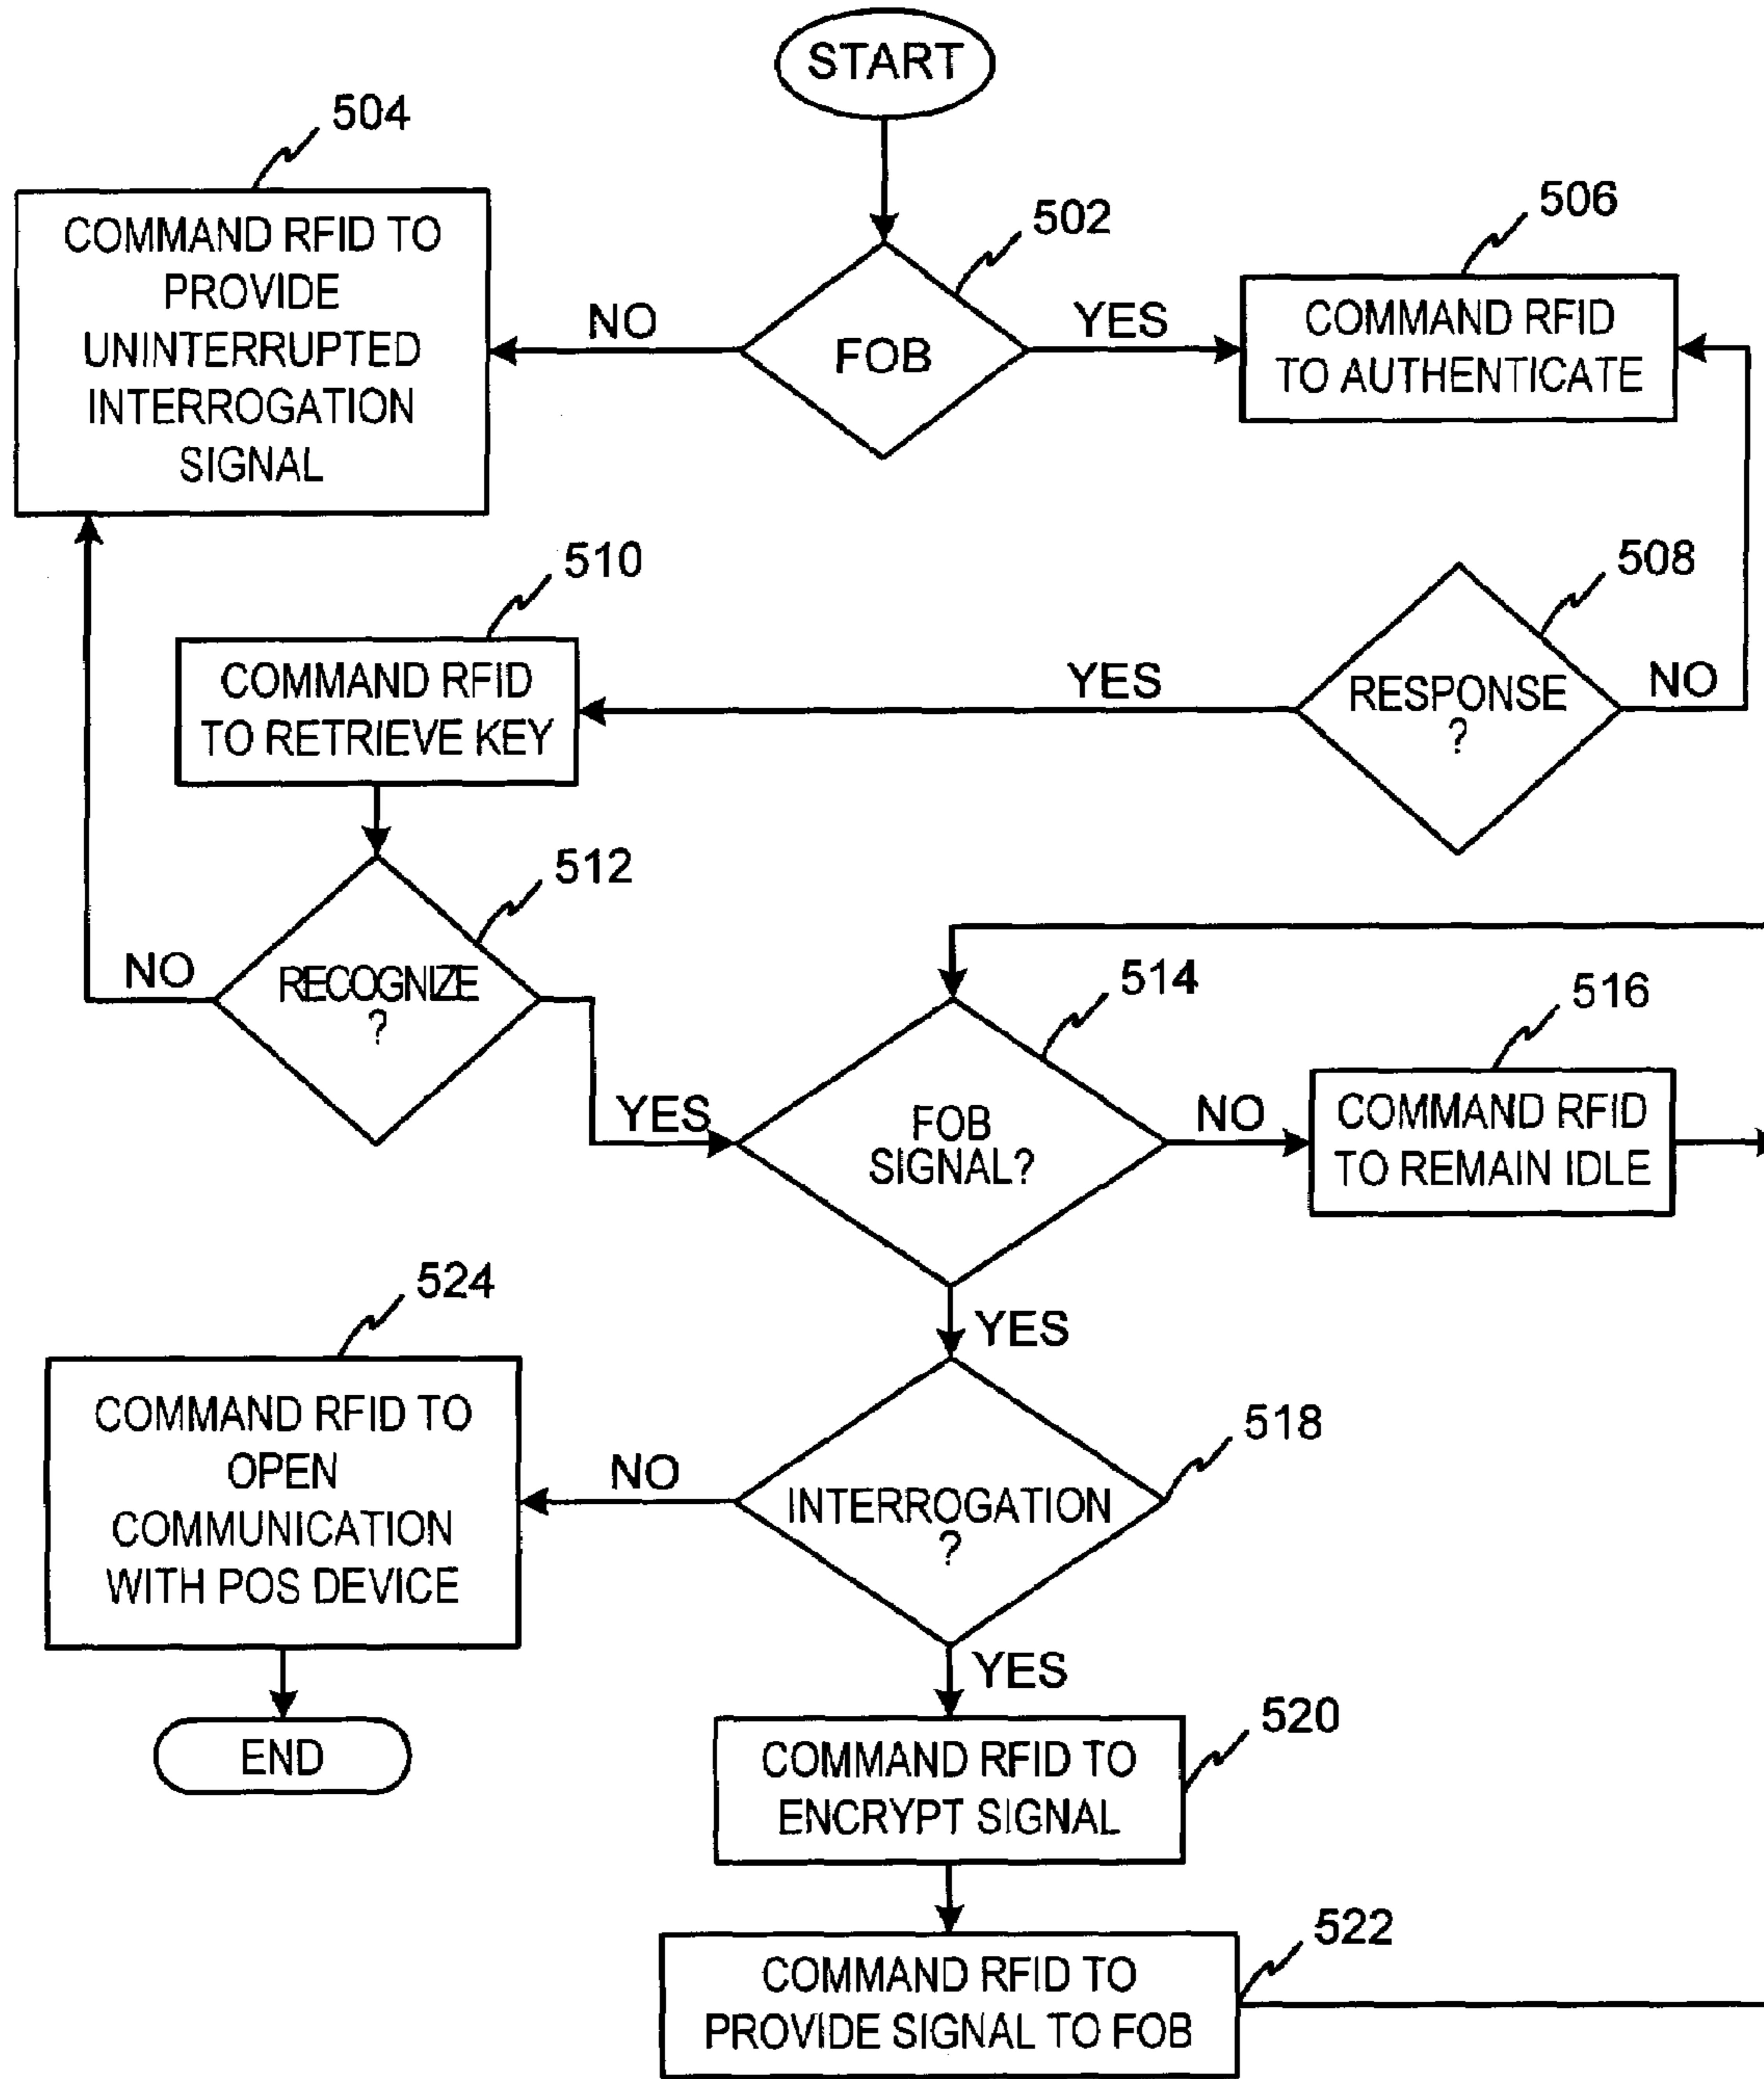 START
504
COMMAND RFID TO
PROVIDE
UNINTERRUPTED
INTERROGATION
SIGNAL
NO
502
FOB
YES
506
COMMAND RFID
TO AUTHENTICATE
510
COMMAND RFID
TO RETRIEVE KEY
YES
508
RESPONSE
?
NO
512
NO
RECOGNIZE
?
YES
514
FOB
SIGNAL?
NO
516
COMMAND RFID
TO REMAIN IDLE
YES
524
COMMAND RFID TO
OPEN
COMMUNICATION
WITH POS DEVICE
NO
518
INTERROGATION
?
YES
END
520
COMMAND RFID TO
ENCRYPT SIGNAL
522
COMMAND RFID TO
PROVIDE SIGNAL TO FOB